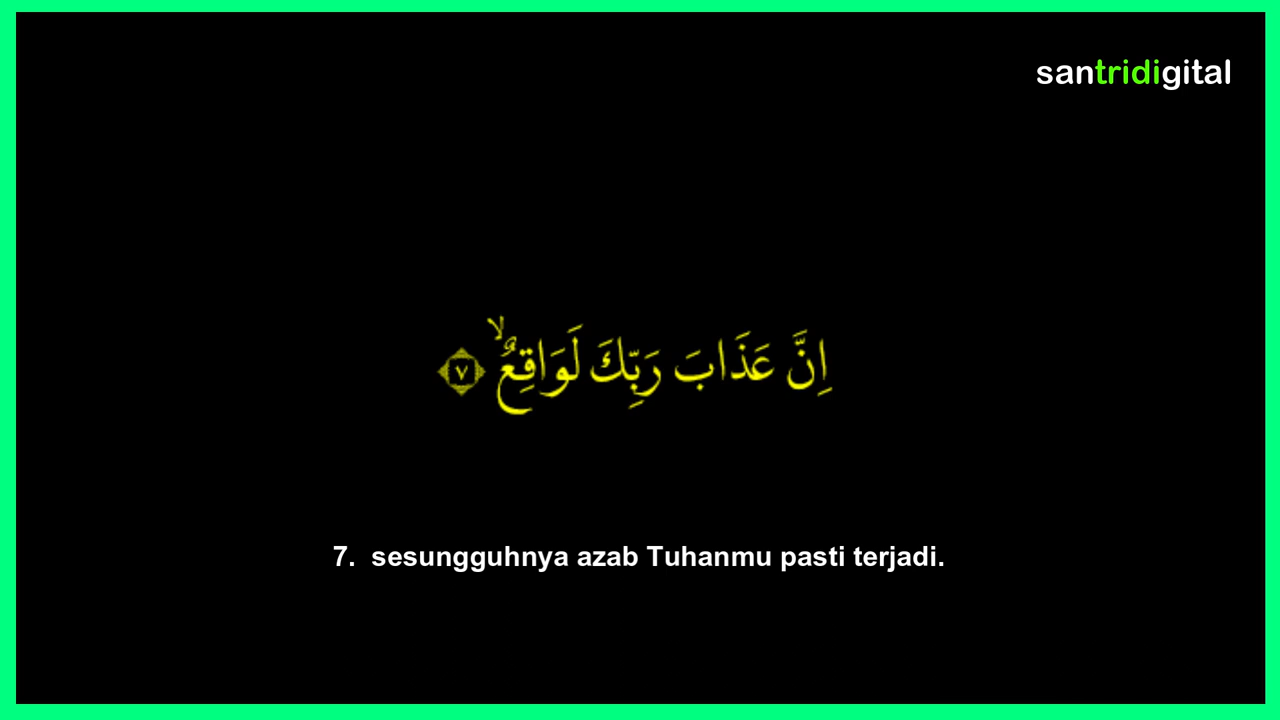 santridigital
اِنَّ عَذَابَ رَبِّكَ لَوَاقِعٌۙ ٧
7. sesungguhnya azab Tuhanmu pasti terjadi.